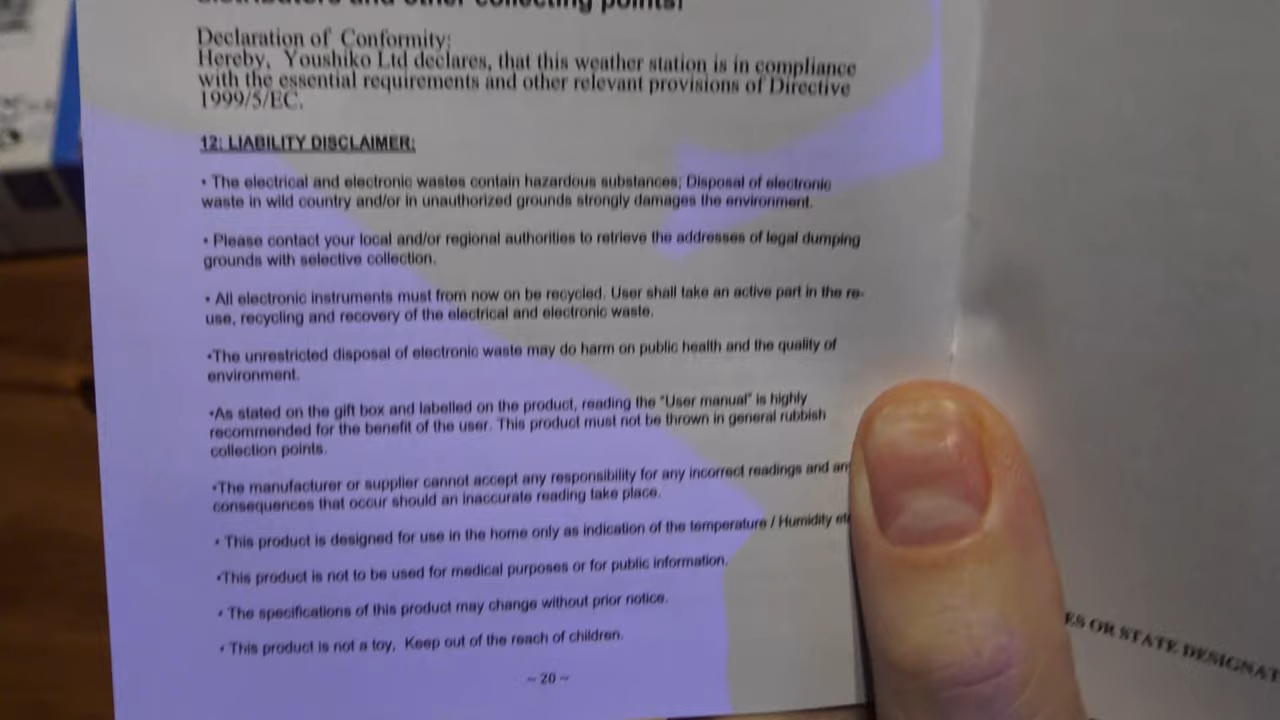 distributors and other collecting points!
Declaration of Conformity:
Hereby, Youshiko Ltd declares, that this weather station is in compliance
with the essential requirements and other relevant provisions of Directive
1999/5/EC.
12: LIABILITY DISCLAIMER:
• The electrical and electronic wastes contain hazardous substances; Disposal of electronic
waste in wild country and/or in unauthorized grounds strongly damages the environment.
• Please contact your local and/or regional authorities to retrieve the addresses of legal dumping
grounds with selective collection.
• All electronic instruments must from now on be recycled. User shall take an active part in the re-
use, recycling and recovery of the electrical and electronic waste.
•The unrestricted disposal of electronic waste may do harm on public health and the quality of
environment.
•As stated on the gift box and labelled on the product, reading the "User manual" is highly
recommended for the benefit of the user. This product must not be thrown in general rubbish
collection points.
•The manufacturer or supplier cannot accept any responsibility for any incorrect readings and any
consequences that occur should an inaccurate reading take place.
• This product is designed for use in the home only as indication of the temperature / Humidity
•This product is not to be used for medical purposes or for public information.
• The specifications of this product may change without prior notice.
• This product is not a toy, Keep out of the reach of children.
~ 20 ~
ES OR STATE DESIGNAT